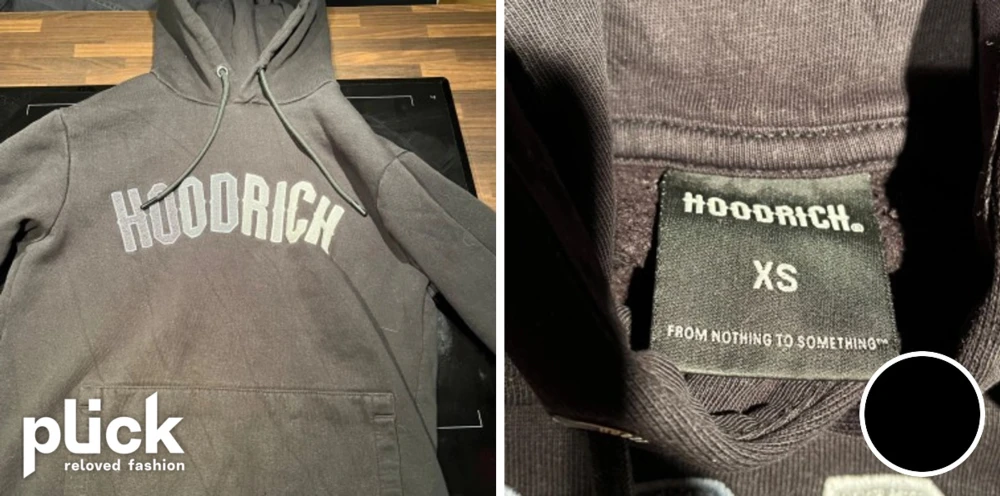 HOODRICH
plick
reloved fashion
HOODRICH®
XS
FROM NOTHING TO SOMETHING™